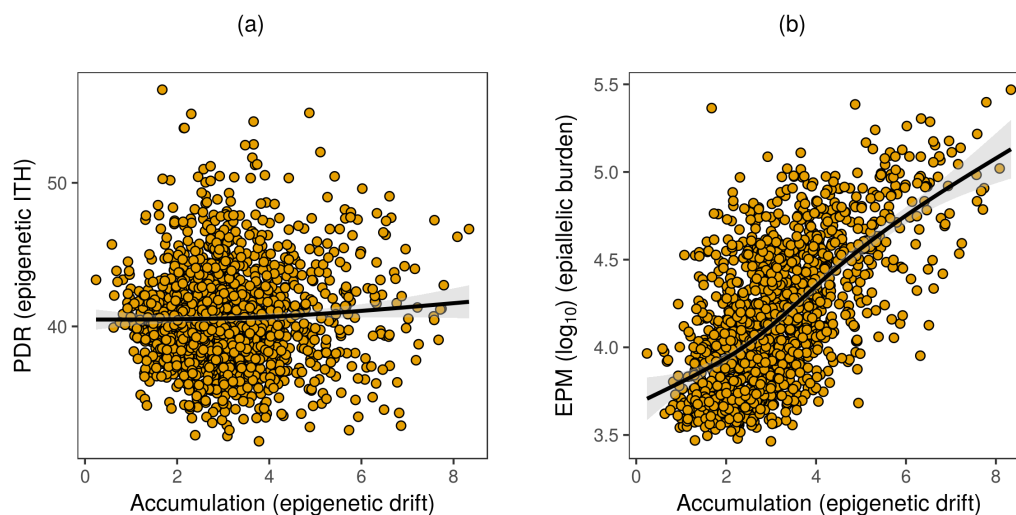 (a)
PDR (epigenetic ITH)
50
40
0 2 4 6 8
Accumulation (epigenetic drift)
(b)
EPM (log₁₀) (epiallelic burden)
5.5
5.0
4.5
4.0
3.5
0 2 4 6 8
Accumulation (epigenetic drift)